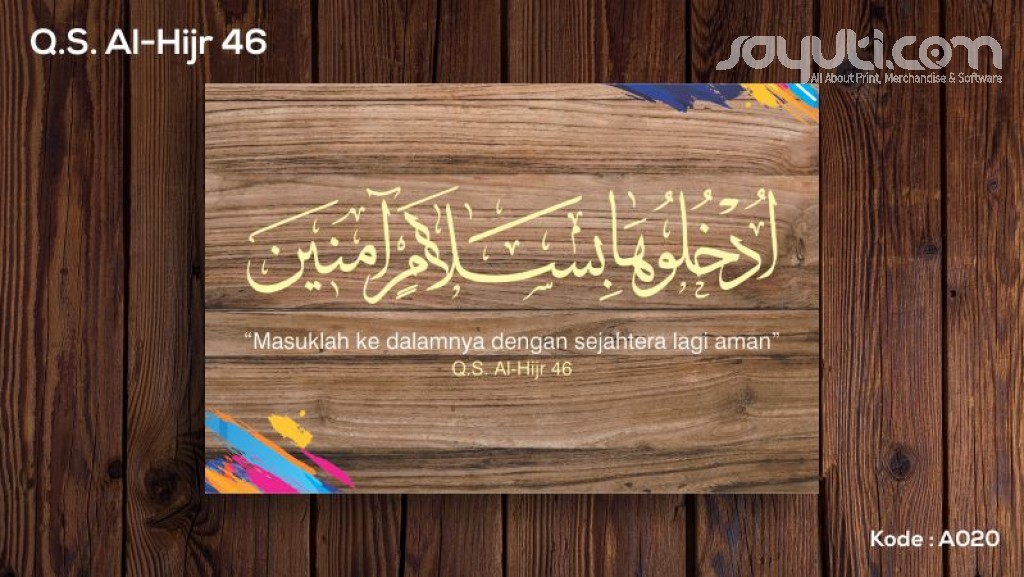 Q.S. Al-Hijr 46
sayuti.com
All About Print, Merchandise & Software
اُدْخُلُوهَا بِسَلَامٍ آمِنِينَ
“Masuklah ke dalamnya dengan sejahtera lagi aman”
Q.S. Al-Hijr 46
Kode : A020